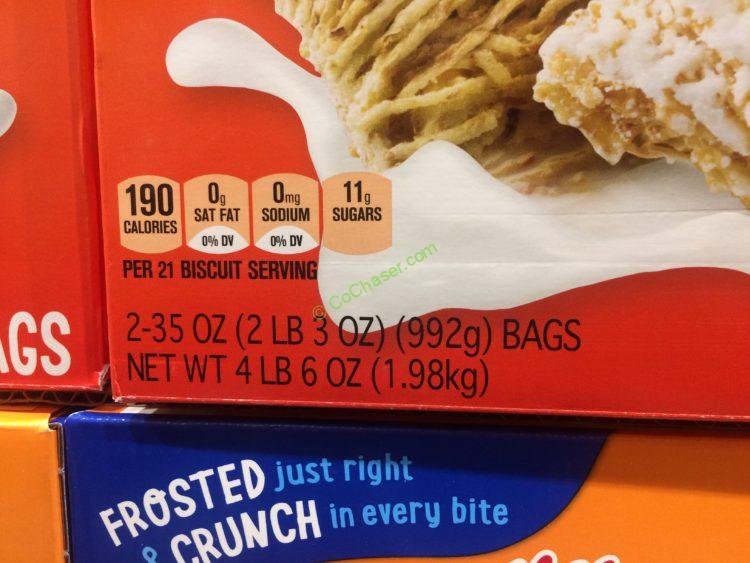 190
CALORIES
0g
SAT FAT
0% DV
0mg
SODIUM
0% DV
11g
SUGARS
PER 21 BISCUIT SERVING
© CoChaser.com
2-35 OZ (2 LB 3 OZ) (992g) BAGS
NET WT 4 LB 6 OZ (1.98kg)
AGS
FROSTED just right
& CRUNCH in every bite